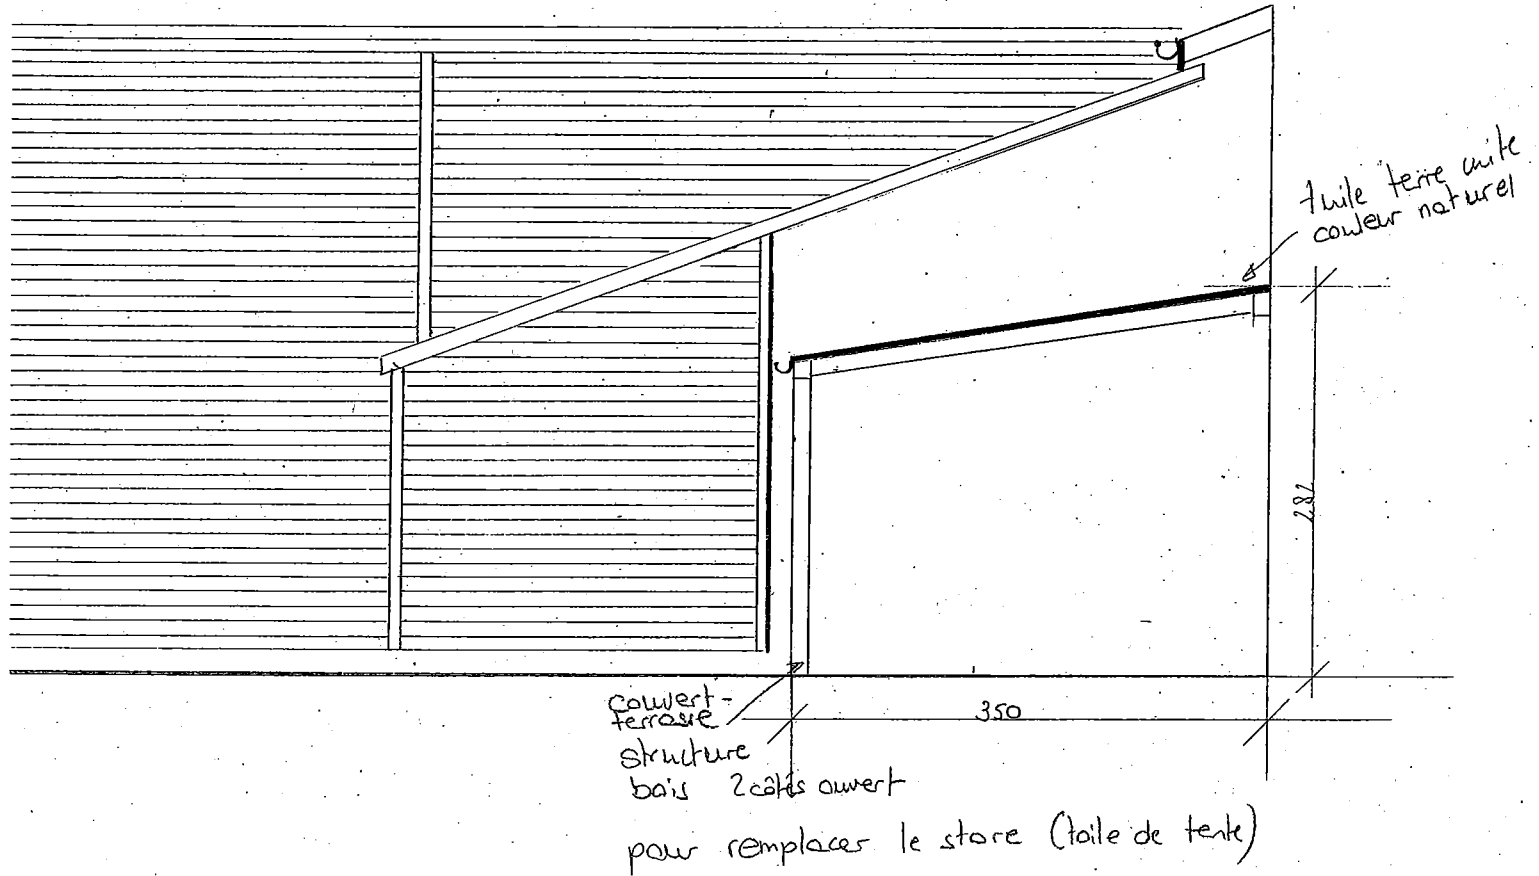 tuile terre cuite
couleur naturel
282
350
couvert-
terrasse
structure
bois 2 côtés ouvert
pour remplacer le store (toile de tente)